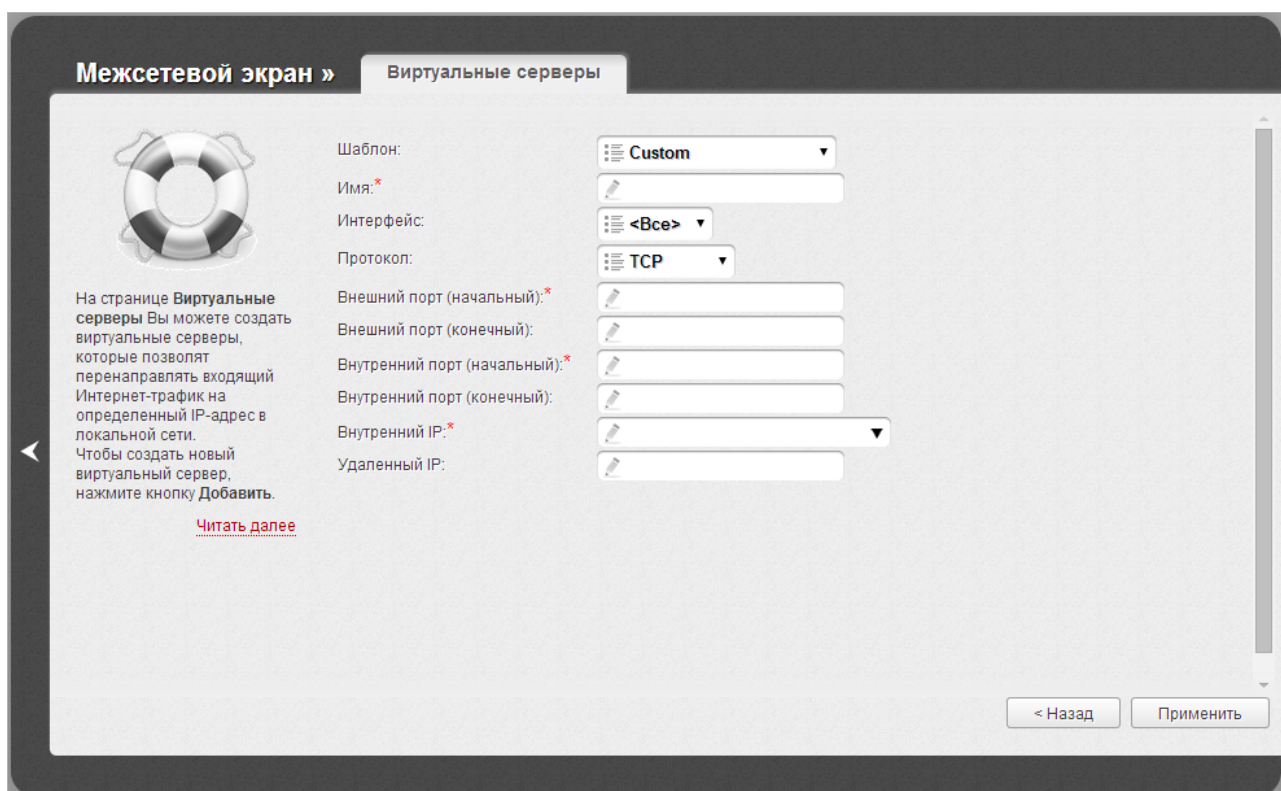 Межсетевой экран »
Виртуальные серверы
На странице Виртуальные
серверы Вы можете создать
виртуальные серверы,
которые позволят
перенаправлять входящий
Интернет-трафик на
определенный IP-адрес в
локальной сети.
Чтобы создать новый
виртуальный сервер,
нажмите кнопку Добавить.
Читать далее
Шаблон: Custom
Имя:*
Интерфейс: <Все>
Протокол: TCP
Внешний порт (начальный):*
Внешний порт (конечный):
Внутренний порт (начальный):*
Внутренний порт (конечный):
Внутренний IP:*
Удаленный IP:
< Назад
Применить